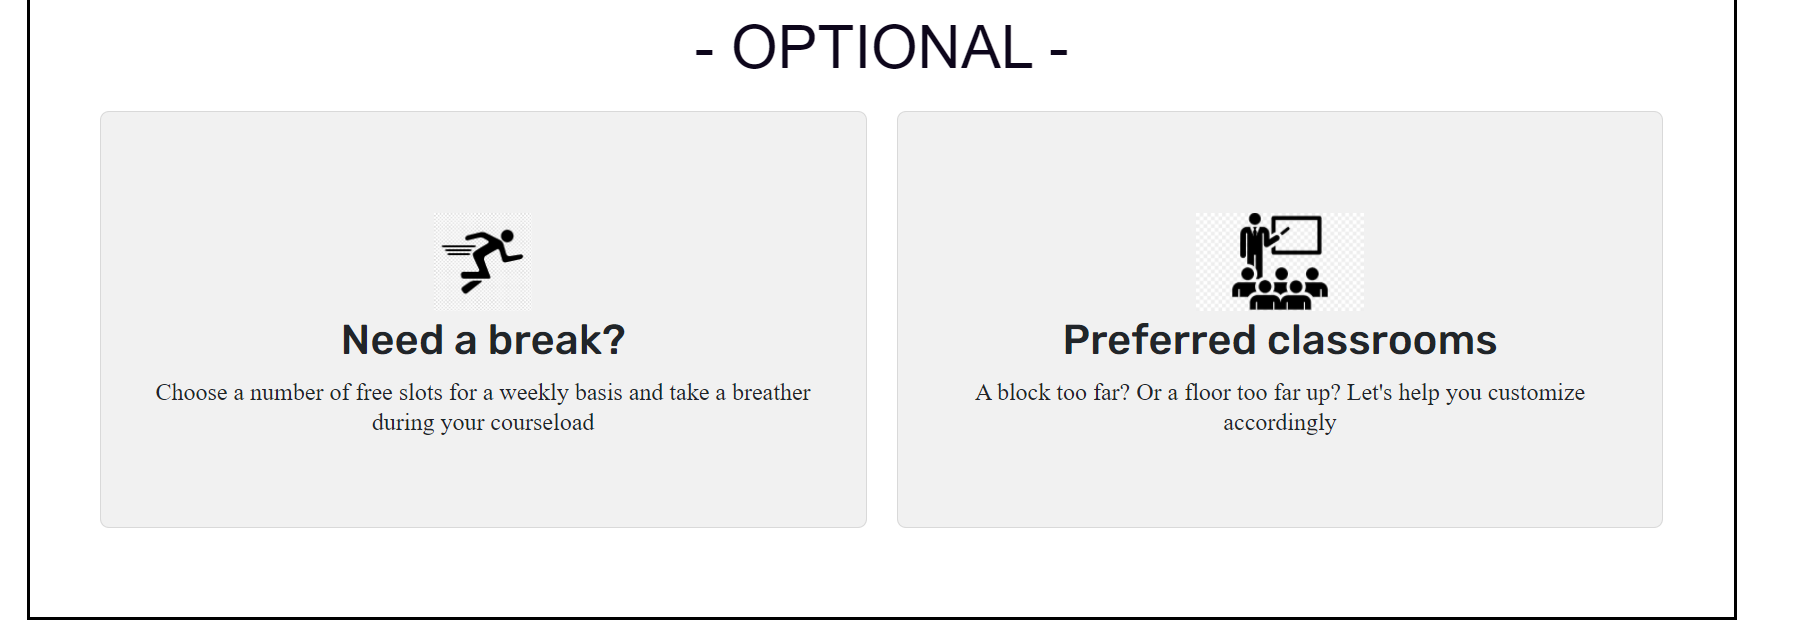 - OPTIONAL -
Need a break?
Choose a number of free slots for a weekly basis and take a breather
during your courseload
Preferred classrooms
A block too far? Or a floor too far up? Let's help you customize
accordingly